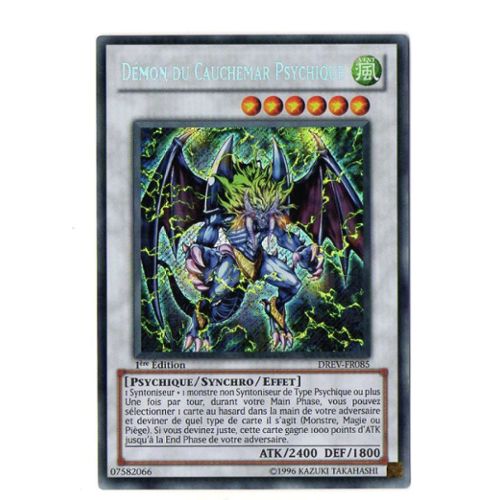 Démon du Cauchemar Psychique
VENT
風
1ère Édition
DREV-FR085
[Psychique/Synchro/Effet]
1 Syntoniseur + 1 monstre non Syntoniseur de Type Psychique ou plus
Une fois par tour, durant votre Main Phase, vous pouvez
sélectionner 1 carte au hasard dans la main de votre adversaire
et deviner de quel type de carte il s'agit (Monstre, Magie ou
Piège). Si vous devinez juste, cette carte gagne 1000 points d'ATK
jusqu'à la End Phase de votre adversaire.
ATK/2400 DEF/1800
07582066
©1996 KAZUKI TAKAHASHI